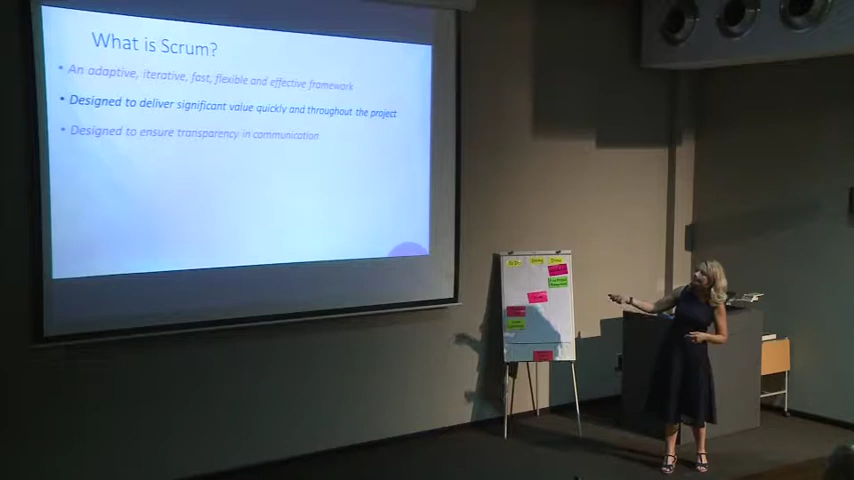 What is Scrum?
• An adaptive, iterative, fast, flexible and effective framework
• Designed to deliver significant value quickly and throughout the project
• Designed to ensure transparency in communication